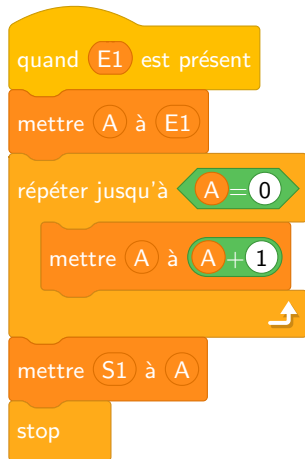 quand E1 est présent
mettre A à E1
répéter jusqu'à A=0
mettre A à A+1
mettre S1 à A
stop